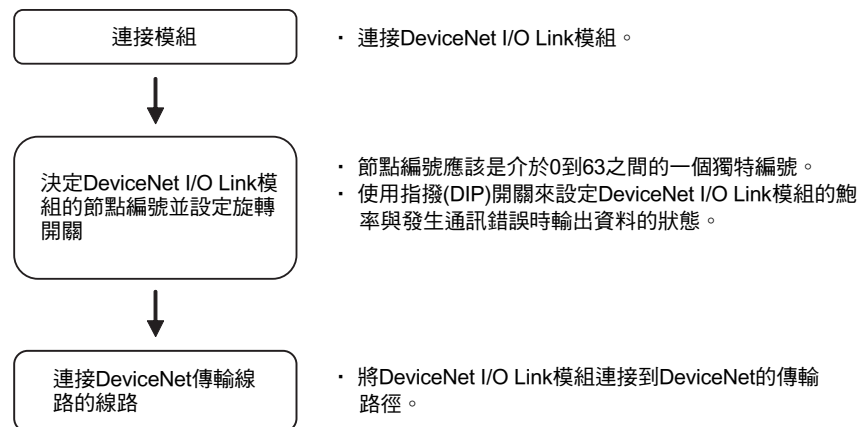 連接模組
· 連接DeviceNet I/O Link模組。
決定DeviceNet I/O Link模
組的節點編號並設定旋轉
開關
· 節點編號應該是介於0到63之間的一個獨特編號。
· 使用指撥(DIP)開關來設定DeviceNet I/O Link模組的鮑
率與發生通訊錯誤時輸出資料的狀態。
連接DeviceNet傳輸線
路的線路
· 將DeviceNet I/O Link模組連接到DeviceNet的傳輸
路徑。